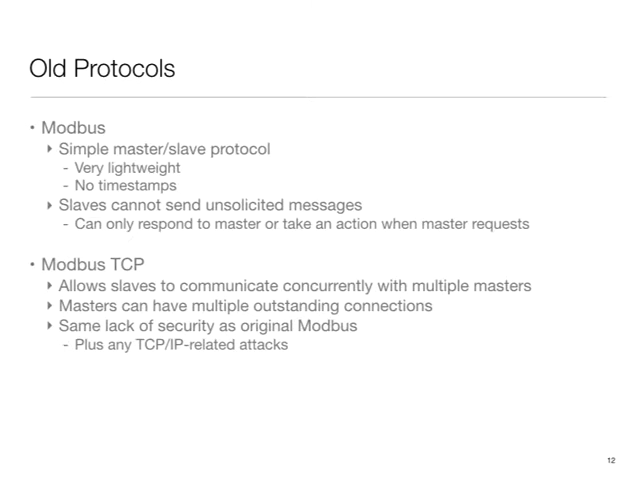 Old Protocols
• Modbus
‣ Simple master/slave protocol
- Very lightweight
- No timestamps
‣ Slaves cannot send unsolicited messages
- Can only respond to master or take an action when master requests
• Modbus TCP
‣ Allows slaves to communicate concurrently with multiple masters
‣ Masters can have multiple outstanding connections
‣ Same lack of security as original Modbus
- Plus any TCP/IP-related attacks
12